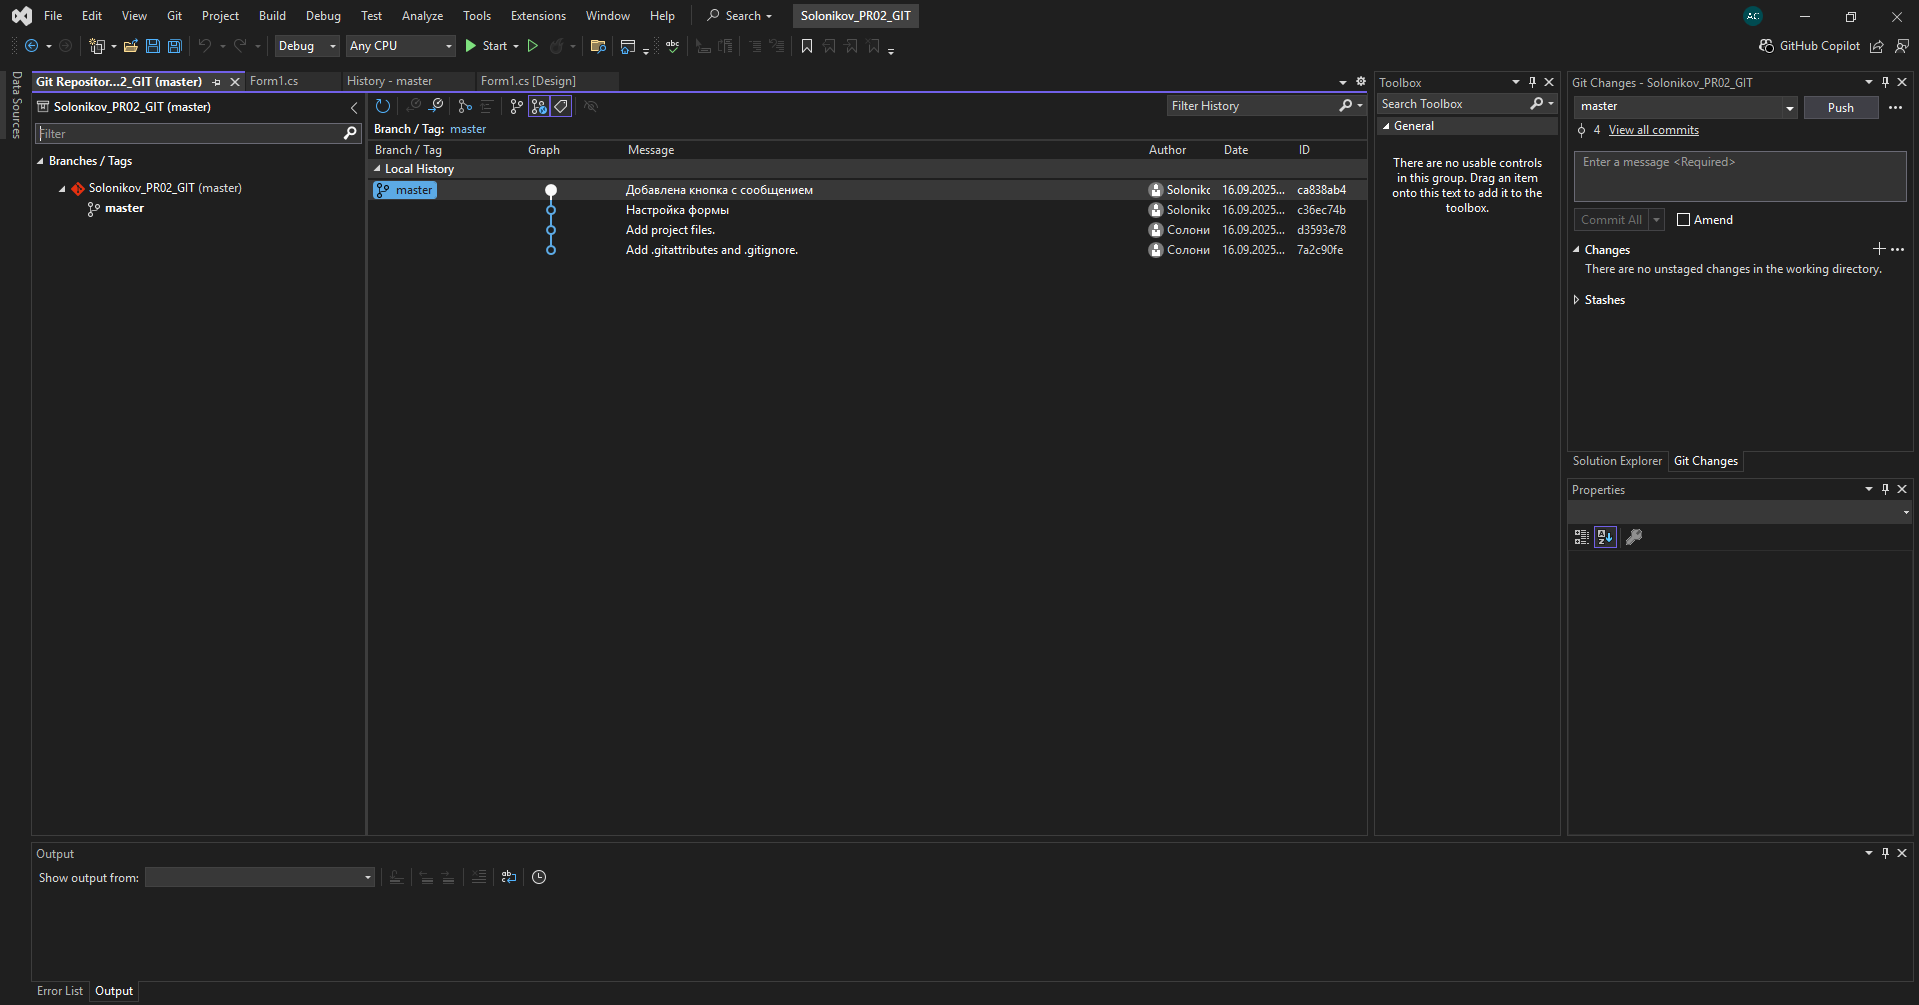 File Edit View Git Project Build Debug Test Analyze Tools Extensions Window Help Search Solonikov_PR02_GIT AC
Debug Any CPU Start abc GitHub Copilot
Data Sources
Git Repositor...2_GIT (master) Form1.cs History - master Form1.cs [Design]
Solonikov_PR02_GIT (master)
Filter
Branches / Tags
Solonikov_PR02_GIT (master)
master
Filter History
Branch / Tag: master
Branch / Tag Graph Message Author Date ID
Local History
master Добавлена кнопка с сообщением Soloniko 16.09.2025... ca838ab4
Настройка формы Soloniko 16.09.2025... c36ec74b
Add project files. Солони 16.09.2025... d3593e78
Add .gitattributes and .gitignore. Солони 16.09.2025... 7a2c90fe
Toolbox
Search Toolbox
General
There are no usable controls
in this group. Drag an item
onto this text to add it to the
toolbox.
Git Changes - Solonikov_PR02_GIT
master Push
4 View all commits
Enter a message <Required>
Commit All Amend
Changes
There are no unstaged changes in the working directory.
Stashes
Solution Explorer Git Changes
Properties
Output
Show output from:
Error List Output